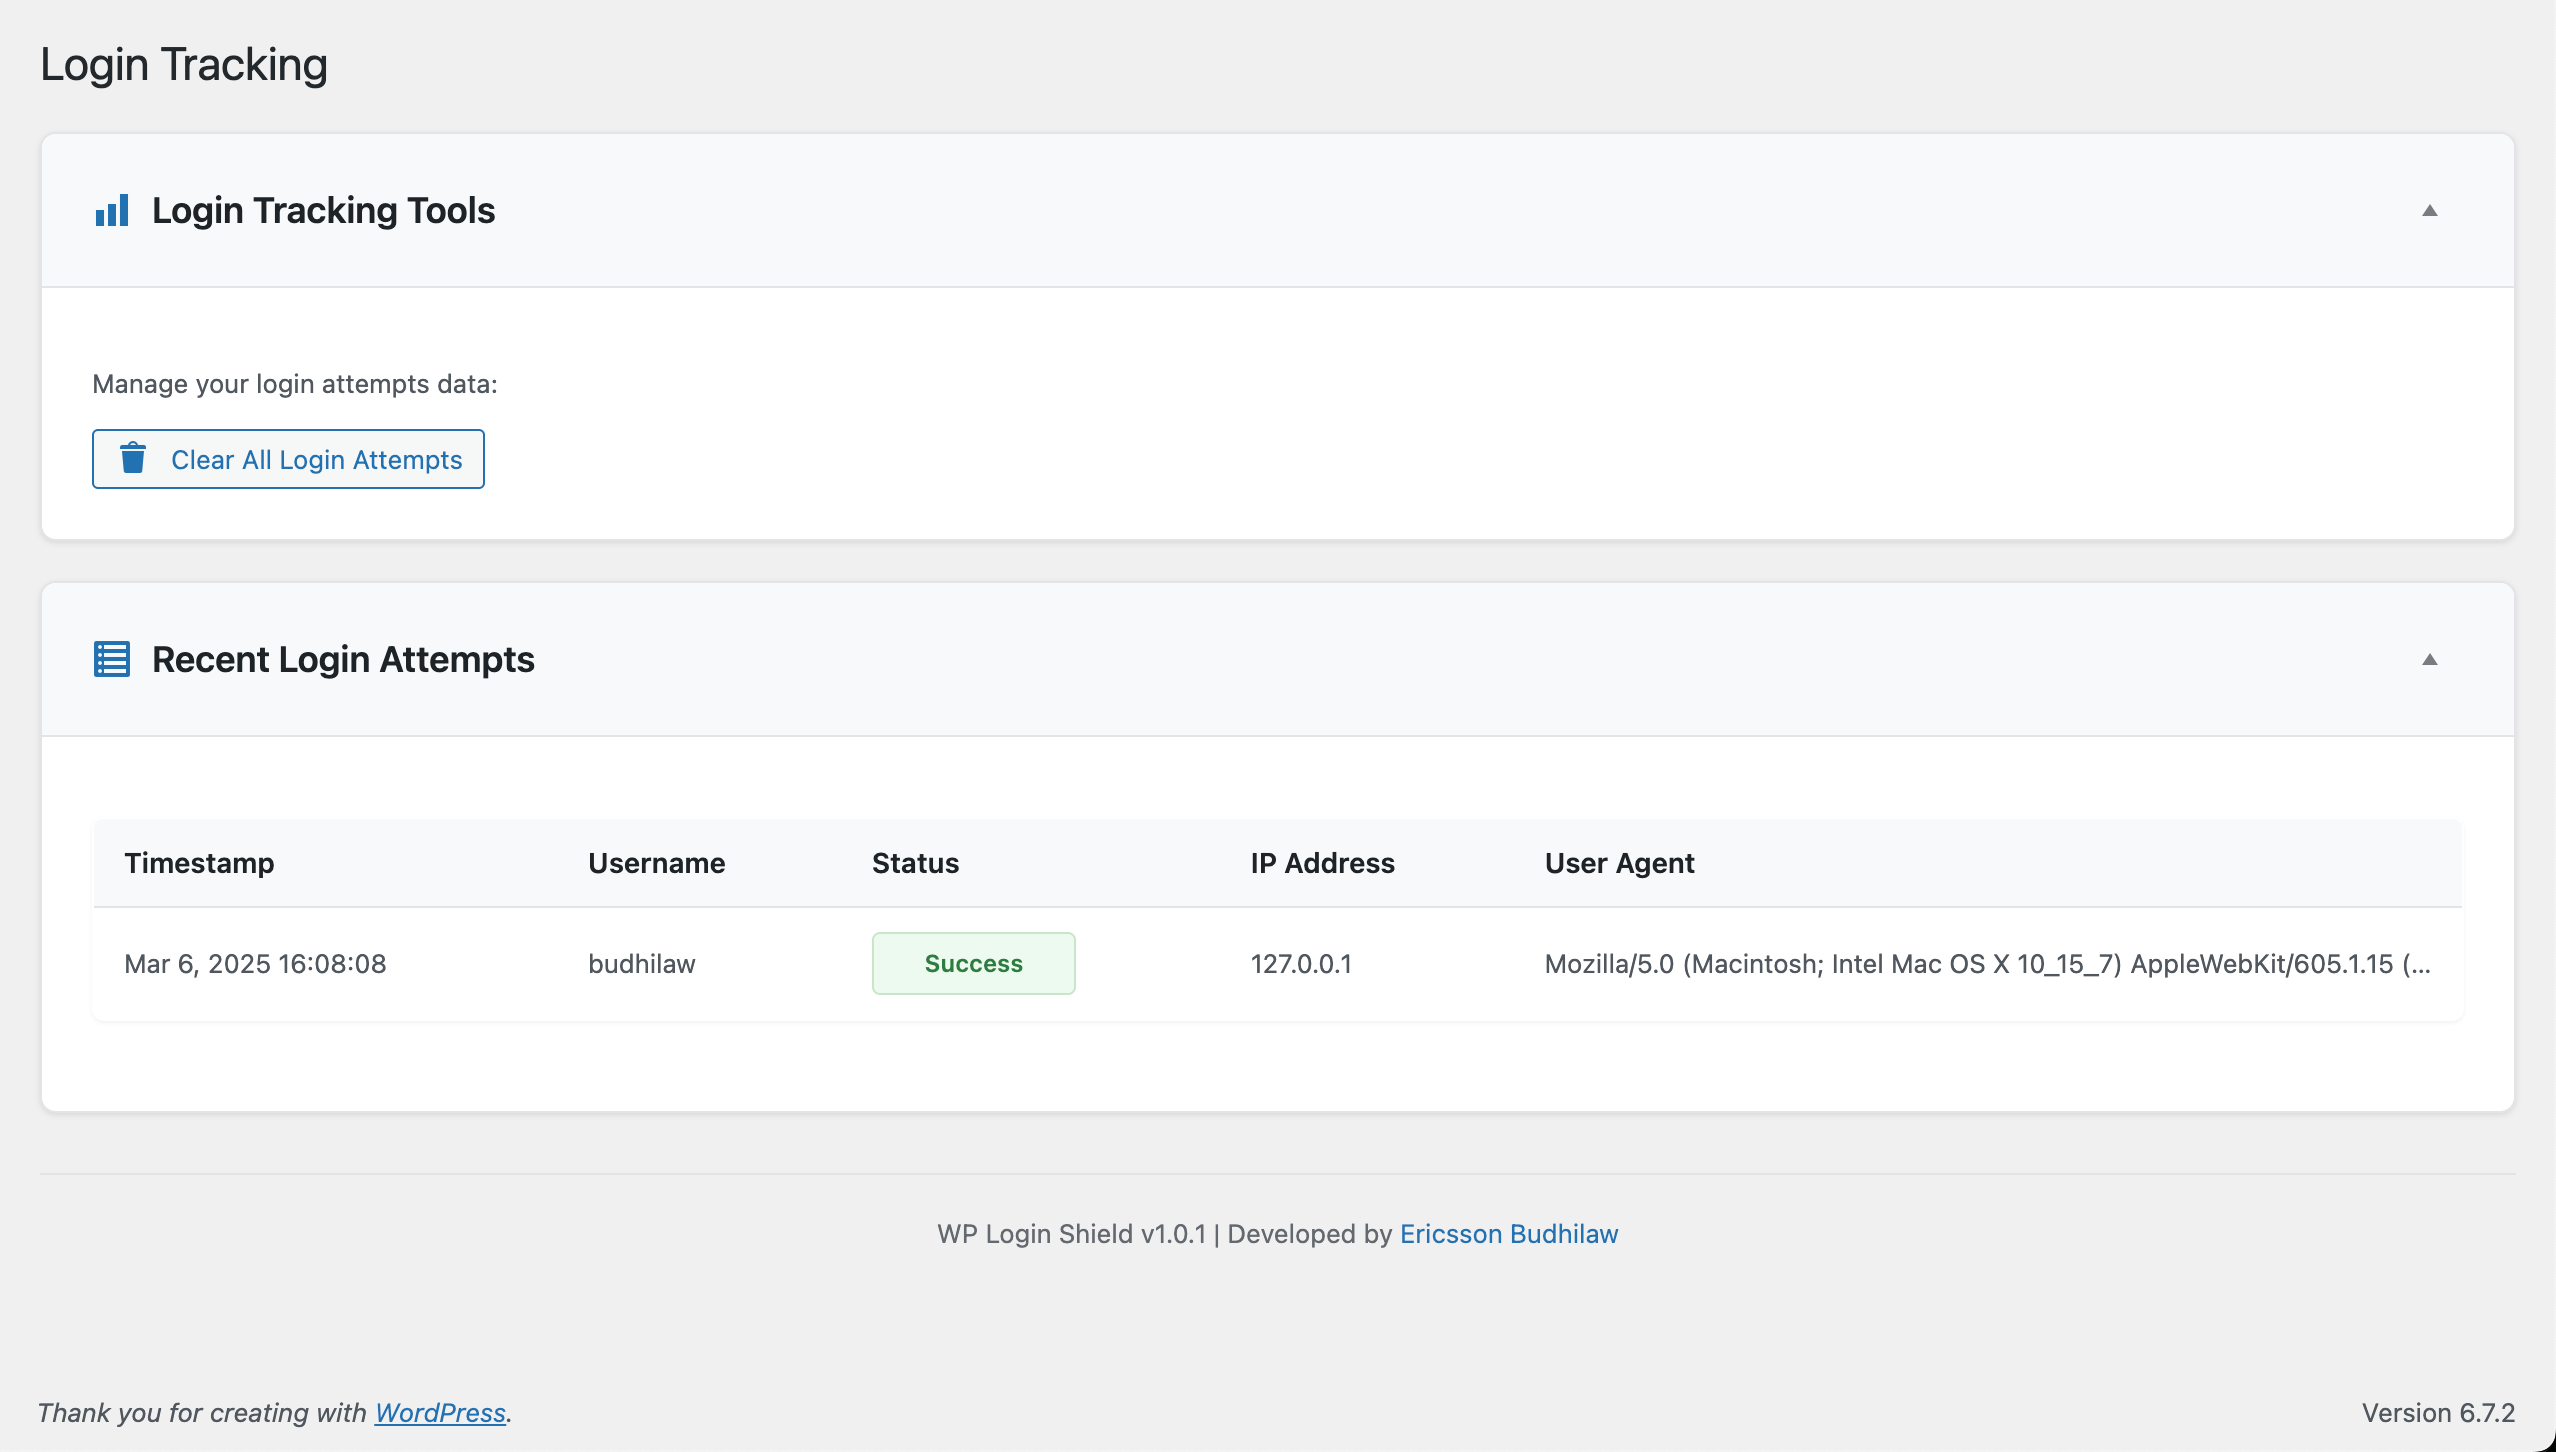 Login Tracking
Login Tracking Tools
Manage your login attempts data:
Clear All Login Attempts
Recent Login Attempts
Timestamp Username Status IP Address User Agent
Mar 6, 2025 16:08:08 budhilaw Success 127.0.0.1 Mozilla/5.0 (Macintosh; Intel Mac OS X 10_15_7) AppleWebKit/605.1.15 (...
WP Login Shield v1.0.1 | Developed by Ericsson Budhilaw
Thank you for creating with WordPress. Version 6.7.2